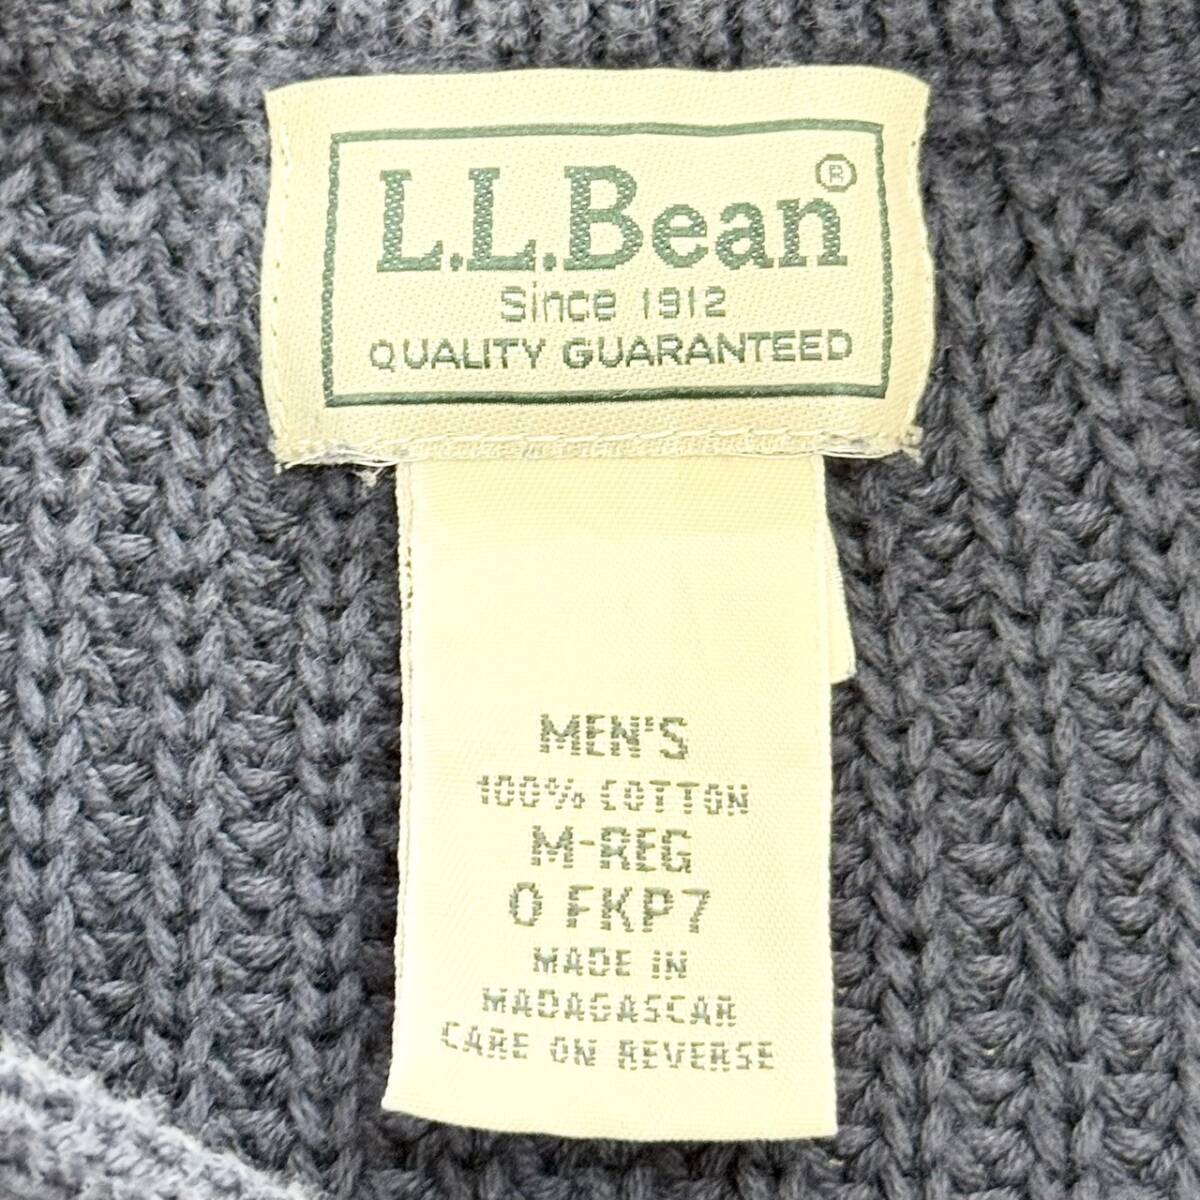 L.L.Bean®
Since 1912
QUALITY GUARANTEED
MEN'S
100% COTTON
M-REG
0 FKP7
MADE IN
MADAGASCAR
CARE ON REVERSE